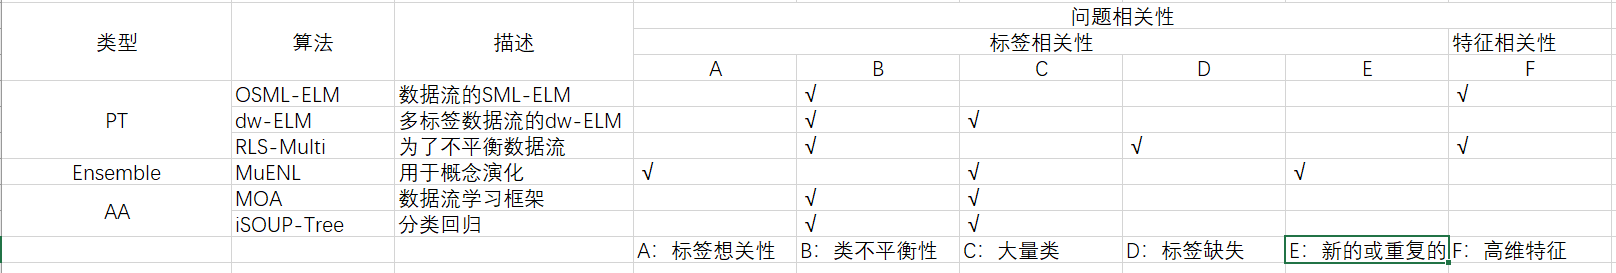 问题相关性
类型 算法 描述 标签相关性 特征相关性
A B C D E F
OSML-ELM 数据流的SML-ELM √ √
PT dw-ELM 多标签数据流的dw-ELM √ √
RLS-Multi 为了不平衡数据流 √ √ √
Ensemble MuENL 用于概念演化 √ √ √
MOA 数据流学习框架 √ √
AA
iSOUP-Tree 分类回归 √ √
A：标签想关性 B：类不平衡性 C：大量类 D：标签缺失 E：新的或重复的 F：高维特征